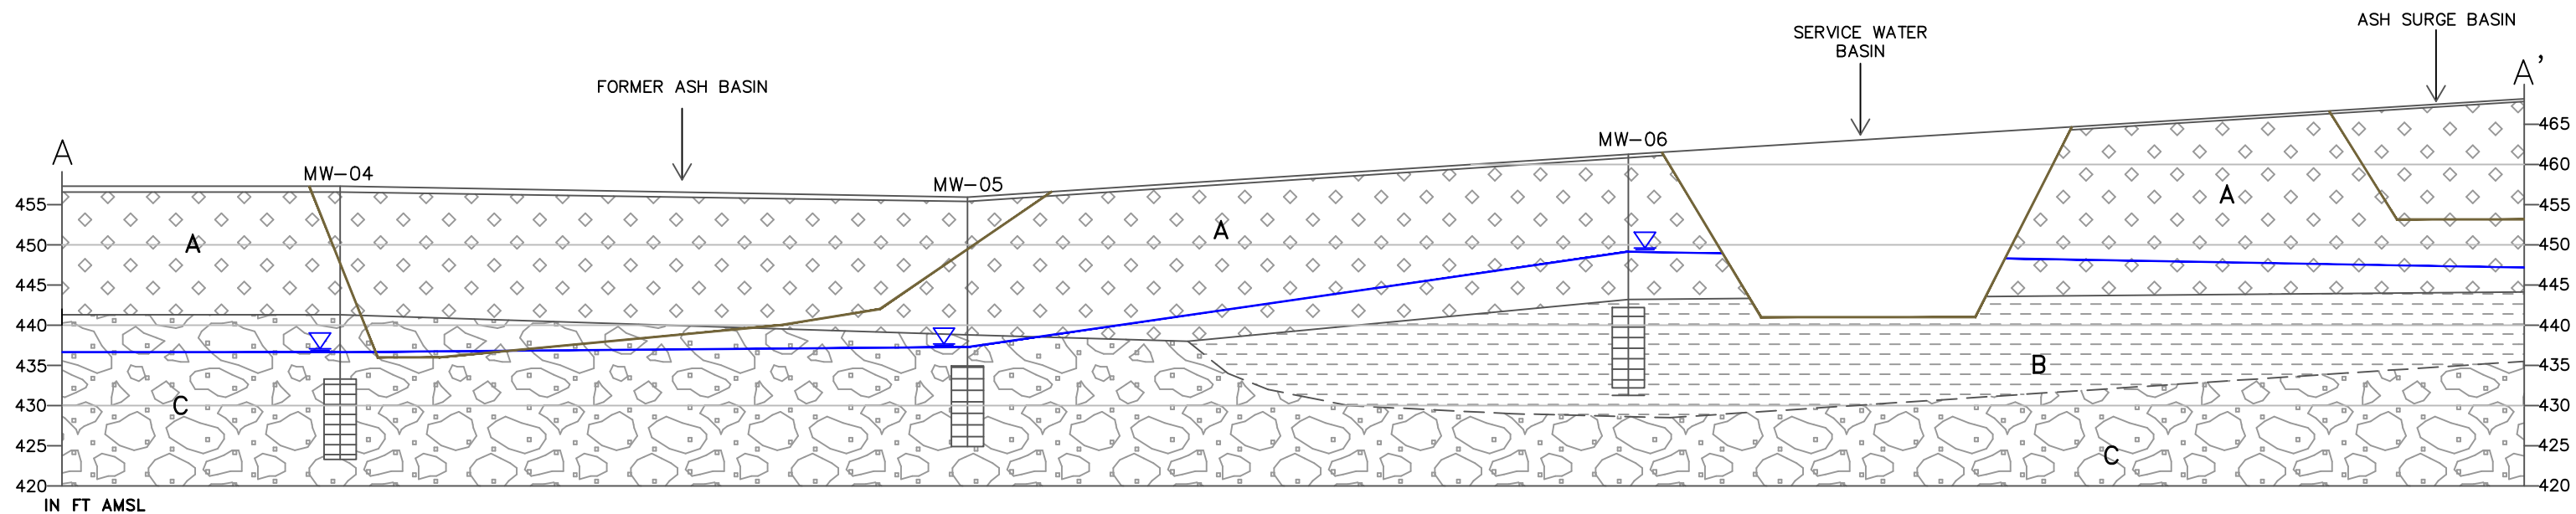 ASH SURGE BASIN
SERVICE WATER
BASIN
FORMER ASH BASIN
A
A'
MW-04
MW-05
MW-06
465
460
455
455
450
450
445
445
440
440
435
435
430
430
425
425
420
420
A
A
A
B
C
C
IN FT AMSL